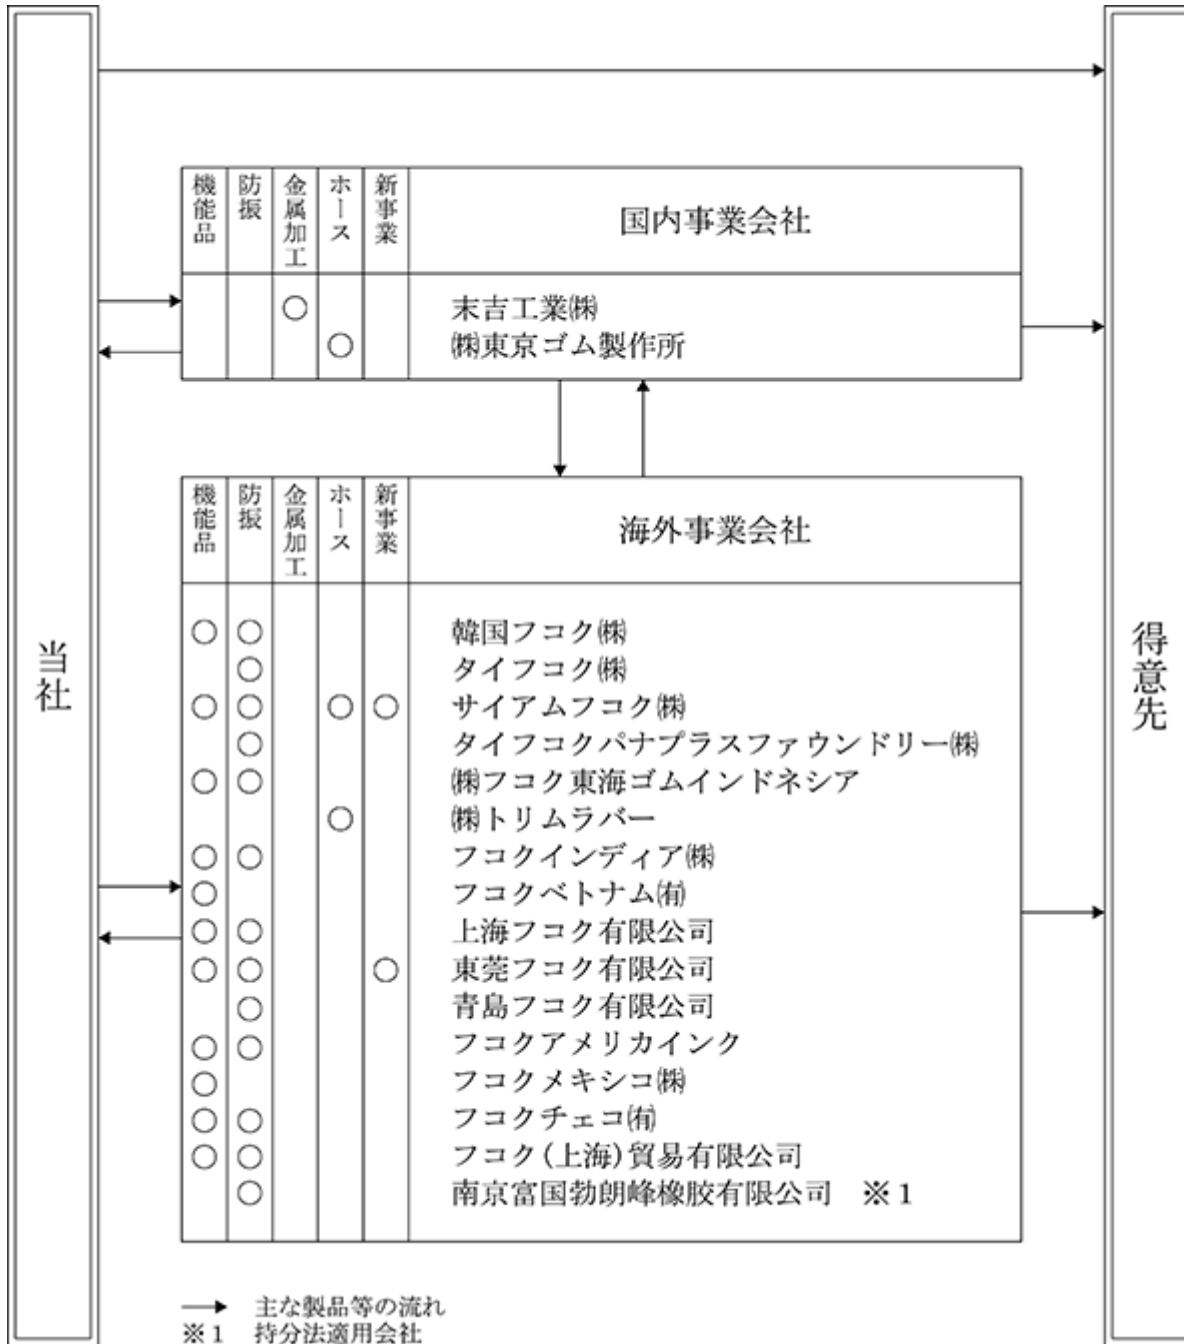 当社
得意先
機能品
防振
金属加工
ホース
新事業
国内事業会社
○ 末吉工業㈱
○ ㈱東京ゴム製作所
機能品
防振
金属加工
ホース
新事業
海外事業会社
○ ○ 韓国フコク㈱
○ タイフコク㈱
○ ○ ○ ○ サイアムフコク㈱
○ タイフコクパナプラスファウンドリー㈱
○ ○ ㈱フコク東海ゴムインドネシア
○ ㈱トリムラバー
○ ○ フコクインディア㈱
○ フコクベトナム㈲
○ ○ 上海フコク有限公司
○ ○ ○ 東莞フコク有限公司
○ 青島フコク有限公司
○ ○ フコクアメリカインク
○ フコクメキシコ㈱
○ ○ フコクチェコ㈲
○ ○ フコク(上海)貿易有限公司
○ 南京富国勃朗峰橡胶有限公司 ※1
→ 主な製品等の流れ
※1 持分法適用会社